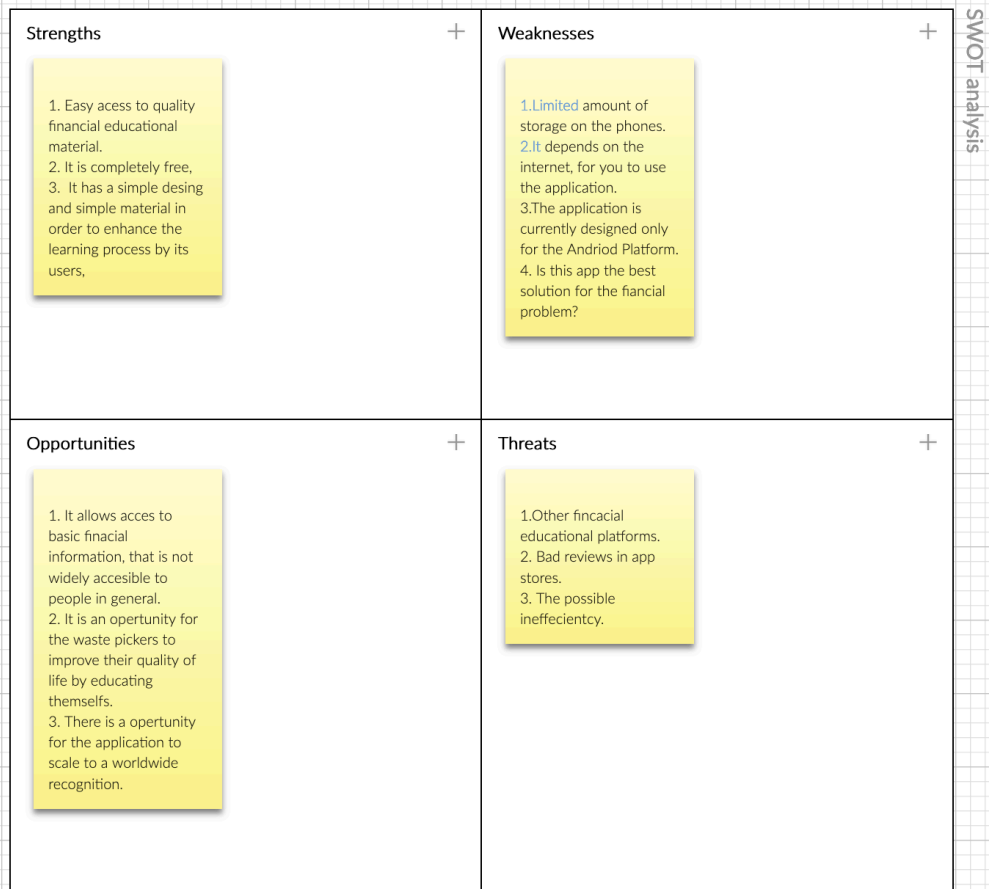 SWOT analysis
Strengths
1. Easy acess to quality
financial educational
material.
2. It is completely free,
3. It has a simple desing
and simple material in
order to enhance the
learning process by its
users,
Weaknesses
1.Limited amount of
storage on the phones.
2.It depends on the
internet, for you to use
the application.
3.The application is
currently designed only
for the Andriod Platform.
4. Is this app the best
solution for the fiancial
problem?
Opportunities
1. It allows acces to
basic finacial
information, that is not
widely accesible to
people in general.
2. It is an opertunity for
the waste pickers to
improve their quality of
life by educating
themselfs.
3. There is a opertunity
for the application to
scale to a worldwide
recognition.
Threats
1.Other fincacial
educational platforms.
2. Bad reviews in app
stores.
3. The possible
ineffecientcy.